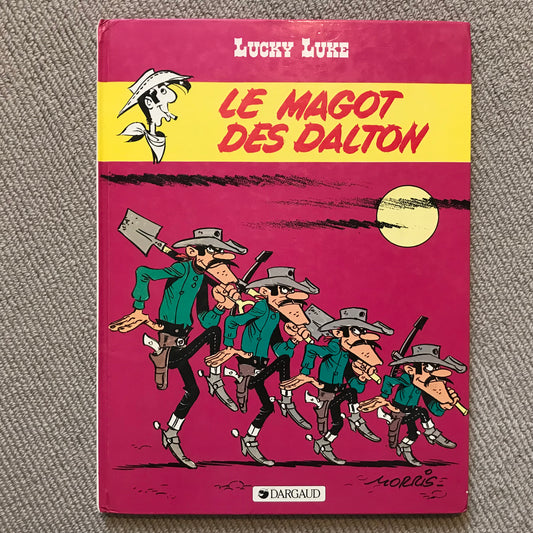 LUCKY LUKE
LE MAGOT
DES DALTON
MORRIS
DARGAUD